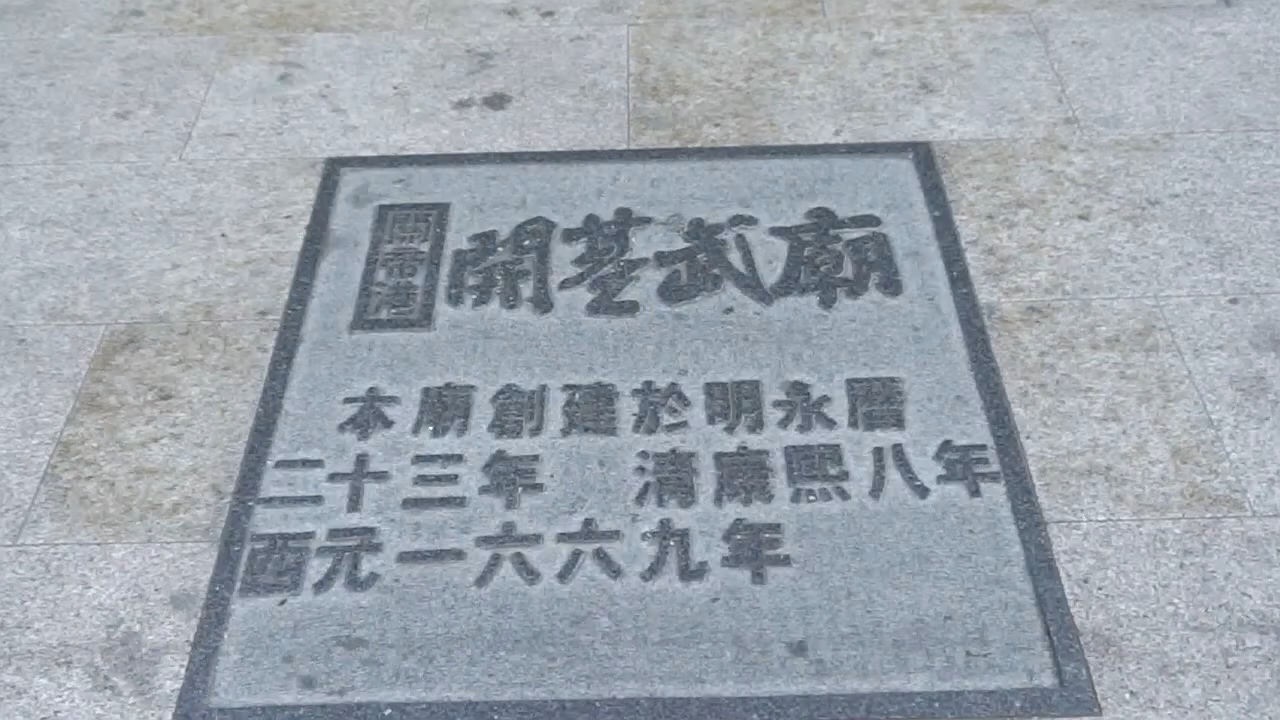 關帝港
開基武廟
本廟創建於明永曆
二十三年 清康熙八年
西元一六六九年